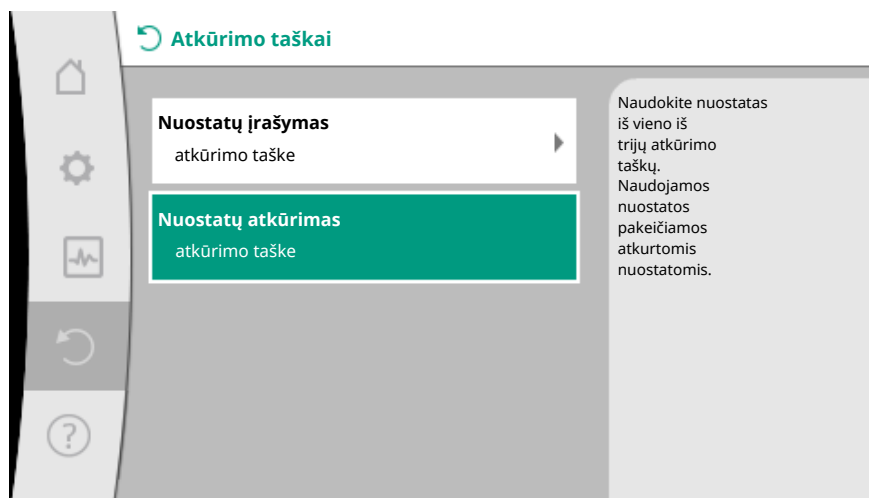 Atkūrimo taškai
Nuostatų įrašymas
atkūrimo taške
Nuostatų atkūrimas
atkūrimo taške
Naudokite nuostatas
iš vieno iš
trijų atkūrimo
taškų.
Naudojamos
nuostatos
pakeičiamos
atkurtomis
nuostatomis.
?